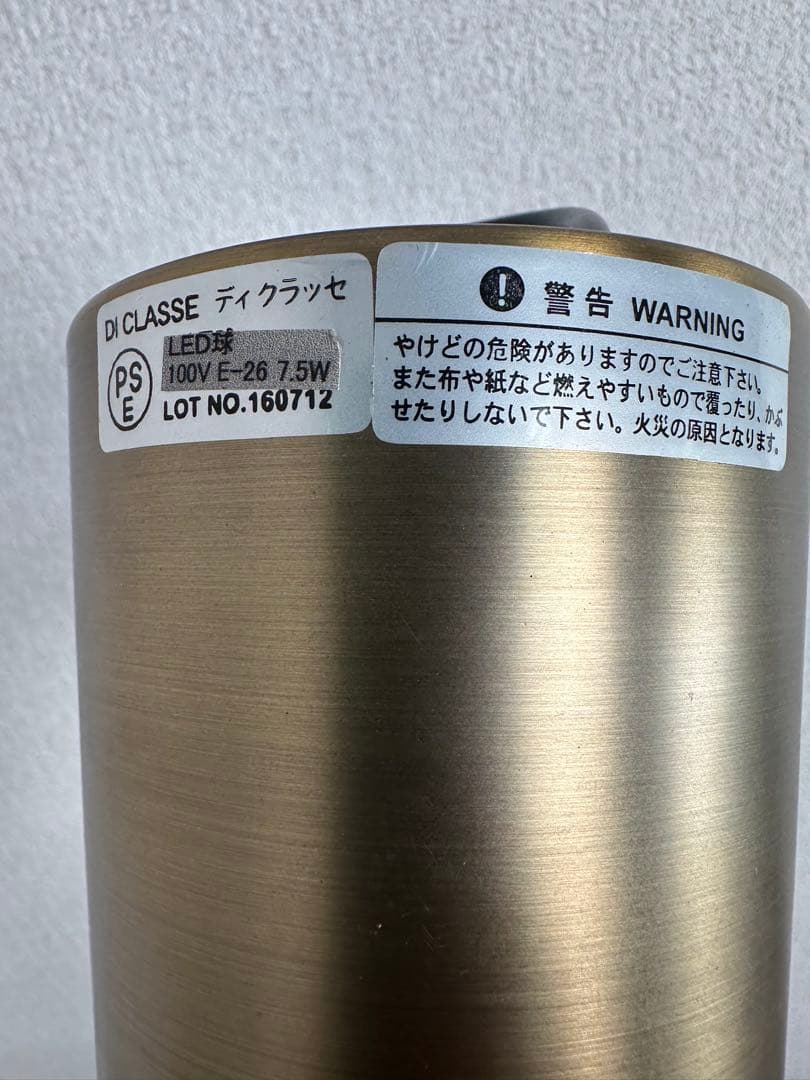 DI CLASSE ディクラッセ
PS
E
LED球
100V E-26 7.5W
LOT NO.160712
! 警告 WARNING
やけどの危険がありますのでご注意下さい。
また布や紙など燃えやすいもので覆ったり、かぶ
せたりしないで下さい。火災の原因となります。